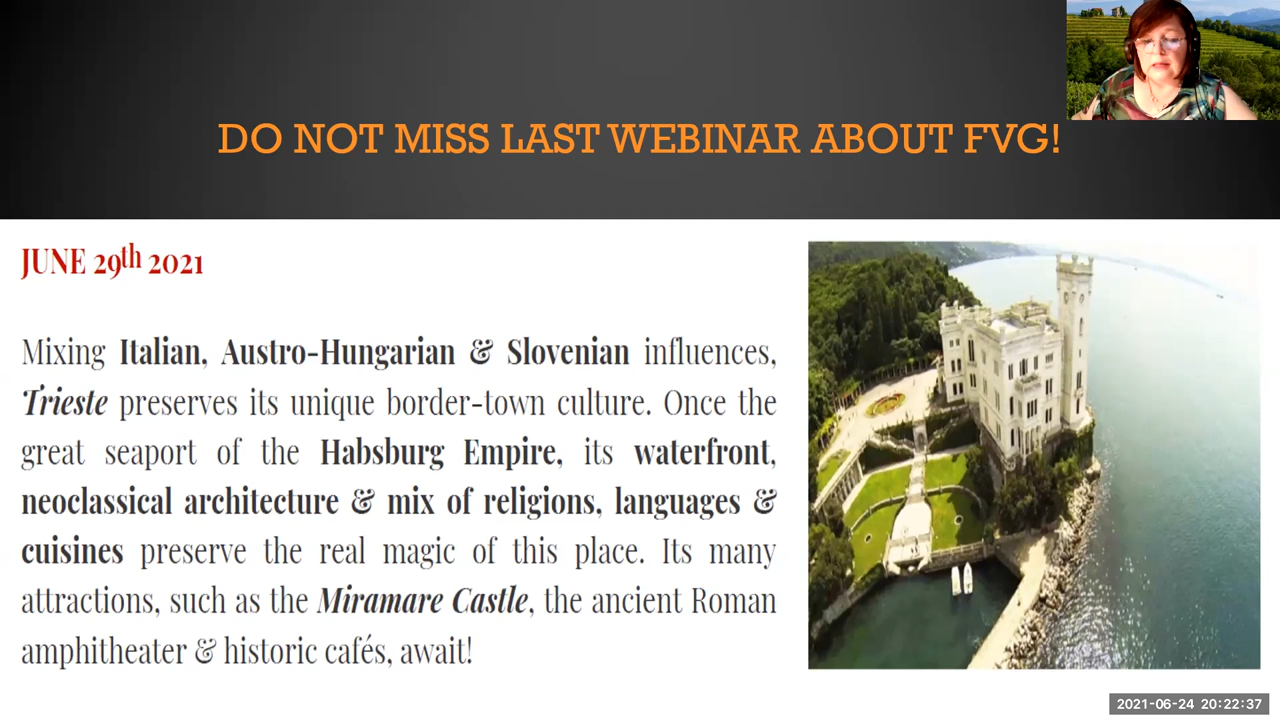 DO NOT MISS LAST WEBINAR ABOUT FVG!
JUNE 29th 2021
Mixing Italian, Austro-Hungarian & Slovenian influences,
Trieste preserves its unique border-town culture. Once the
great seaport of the Habsburg Empire, its waterfront,
neoclassical architecture & mix of religions, languages &
cuisines preserve the real magic of this place. Its many
attractions, such as the Miramare Castle, the ancient Roman
amphitheater & historic cafés, await!
2021-06-24 20:22:37